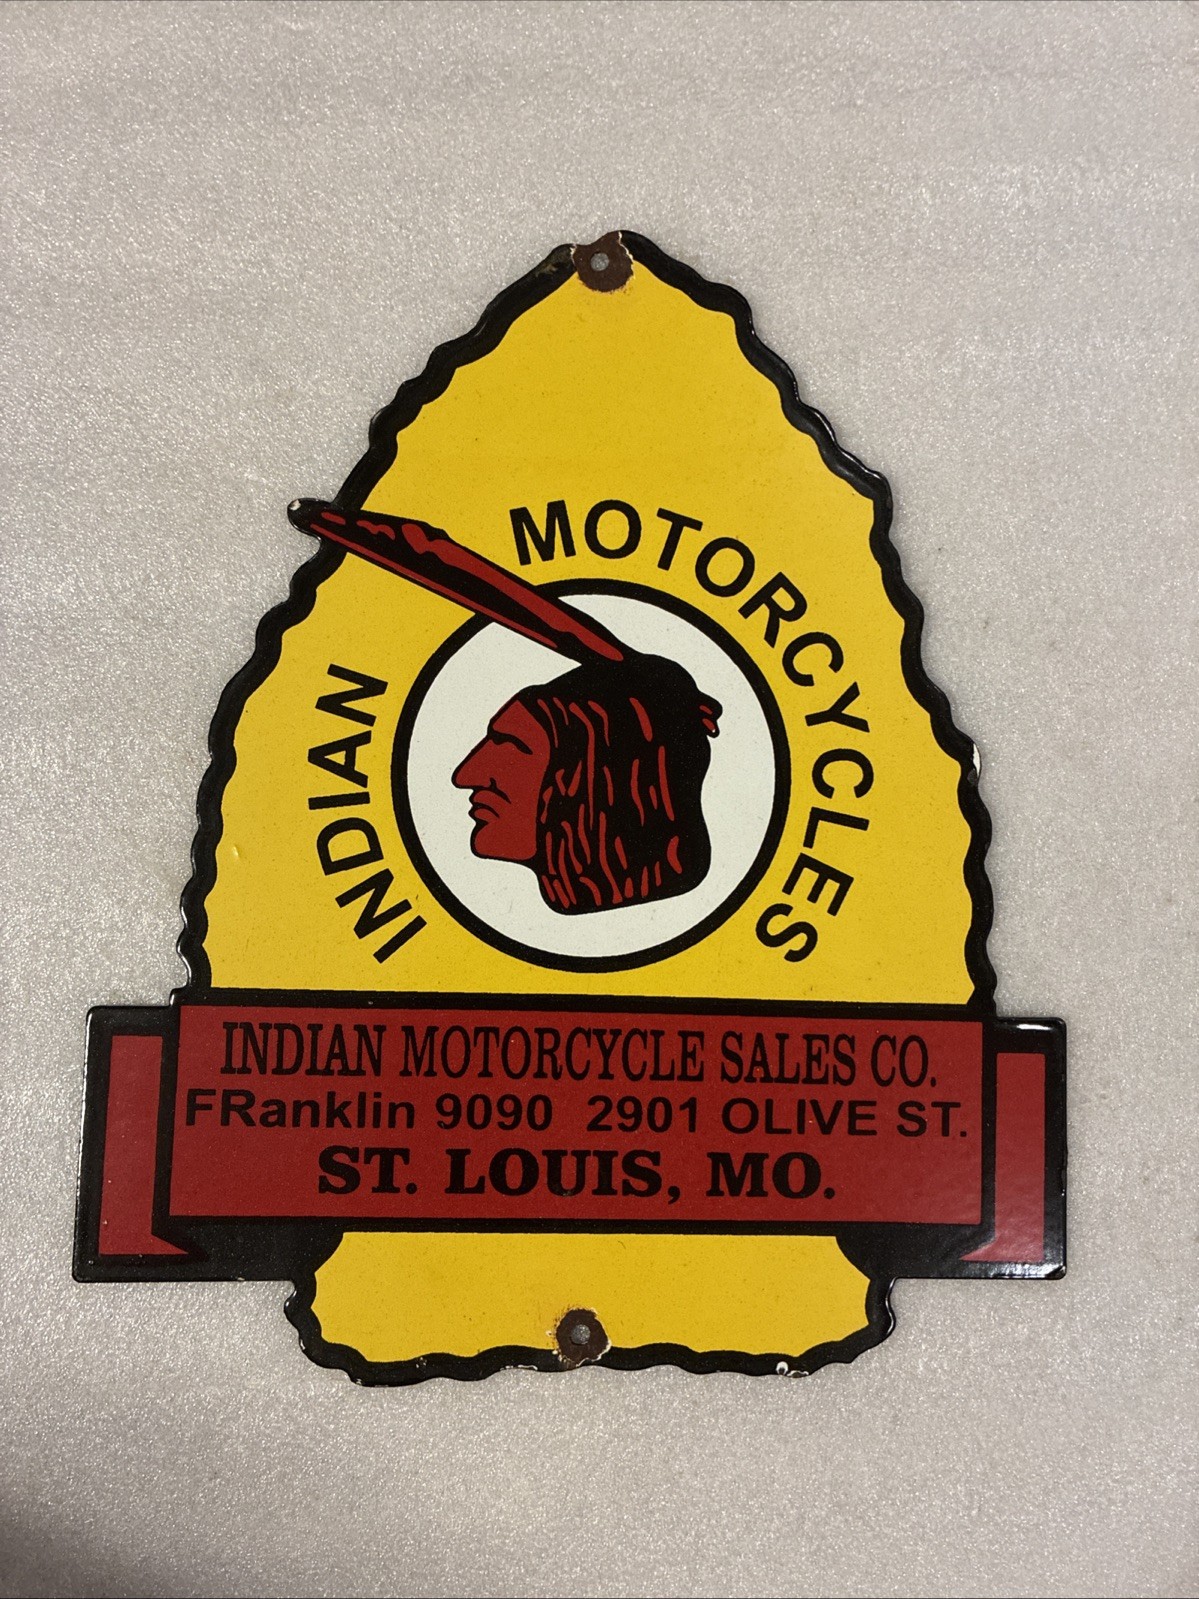 INDIAN MOTORCYCLES
INDIAN MOTORCYCLE SALES CO.
FRanklin 9090 2901 OLIVE ST.
ST. LOUIS, MO.